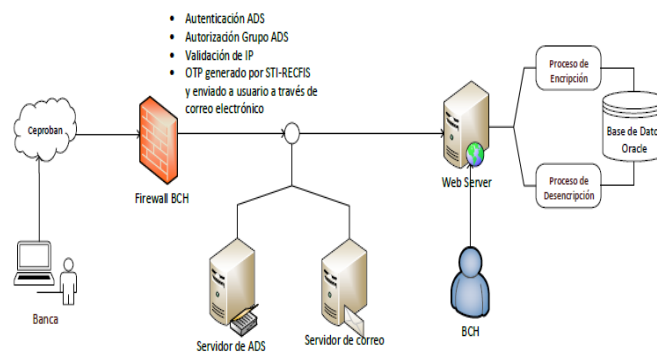 • Autenticación ADS
• Autorización Grupo ADS
• Validación de IP
• OTP generado por STI-RECFIS
y enviado a usuario a través de
correo electrónico
Ceproban
Firewall BCH
Web Server
Proceso de
Encripción
Base de Dato
Oracle
Proceso de
Desencripción
Banca
Servidor de ADS
Servidor de correo
BCH